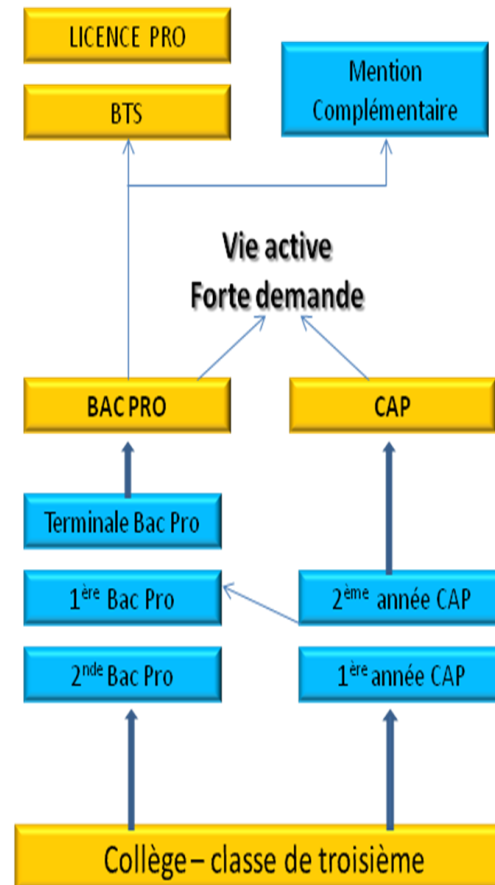 LICENCE PRO
BTS
Mention
Complémentaire
Vie active
Forte demande
BAC PRO
CAP
Terminale Bac Pro
1ère Bac Pro
2ème année CAP
2nde Bac Pro
1ère année CAP
Collège – classe de troisième